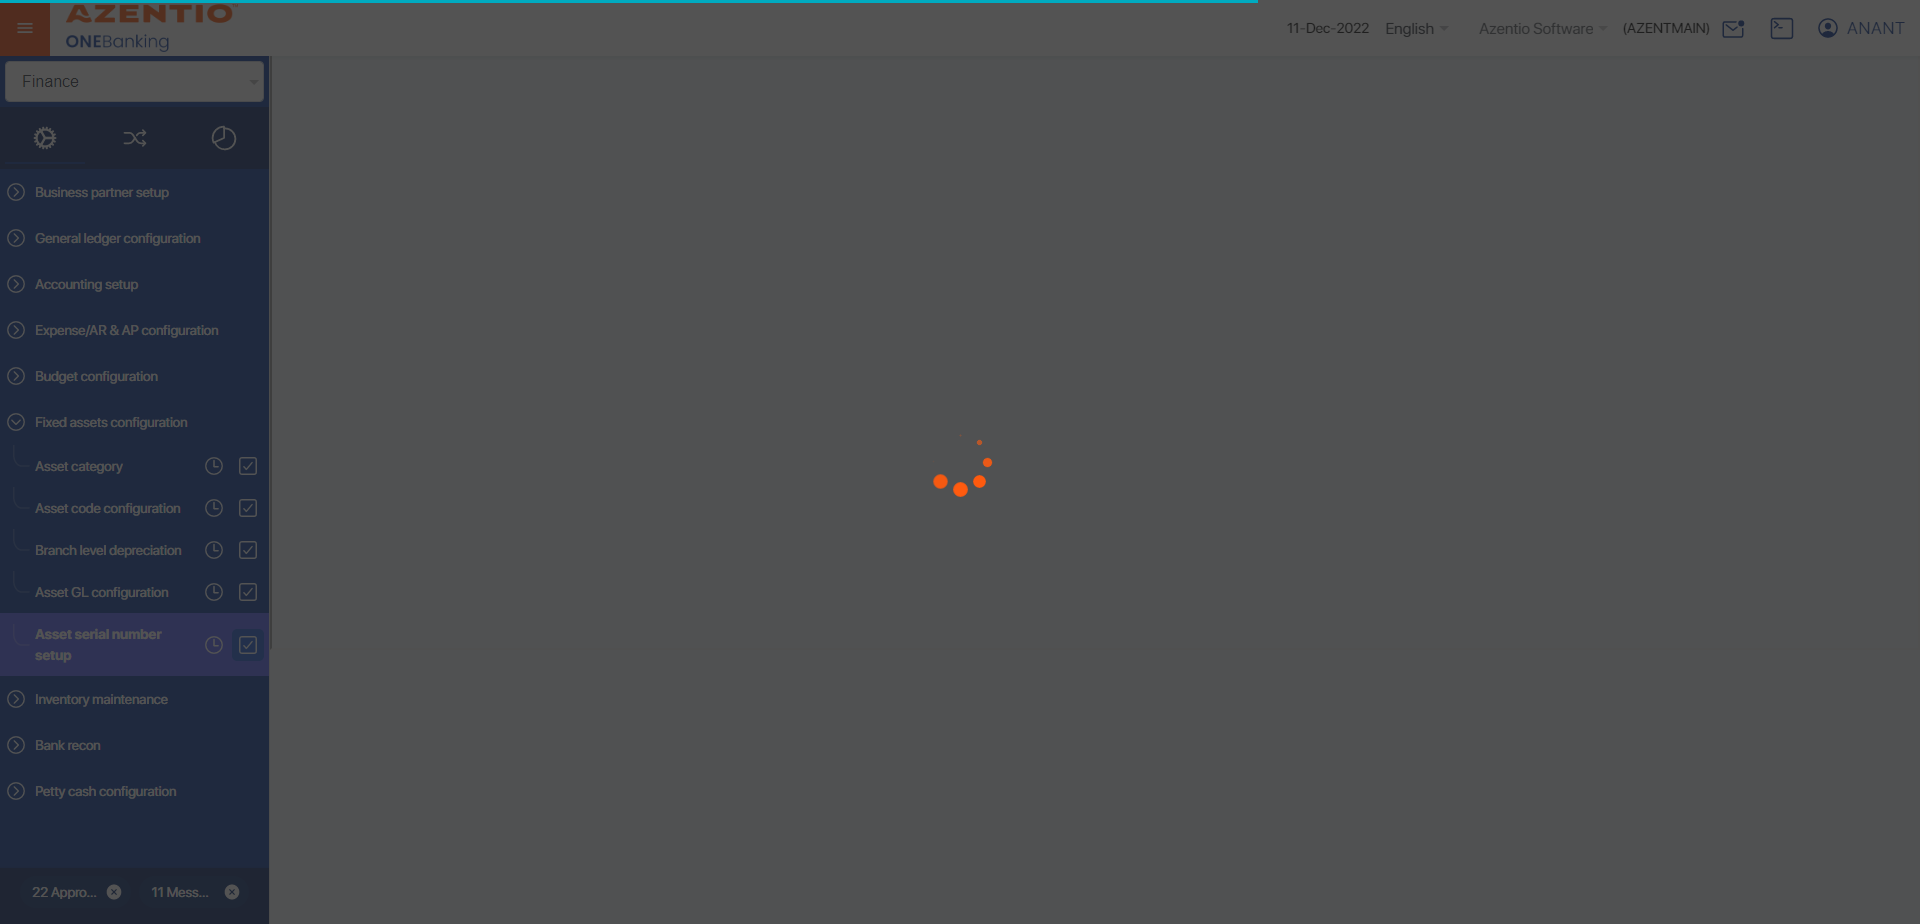 AZENTIO
ONEBanking
11-Dec-2022 English Azentio Software (AZENTMAIN) ANANT
Finance
Business partner setup
General ledger configuration
Accounting setup
Expense/AR & AP configuration
Budget configuration
Fixed assets configuration
Asset category
Asset code configuration
Branch level depreciation
Asset GL configuration
Asset serial number
setup
Inventory maintenance
Bank recon
Petty cash configuration
22 Appro... 11 Mess...